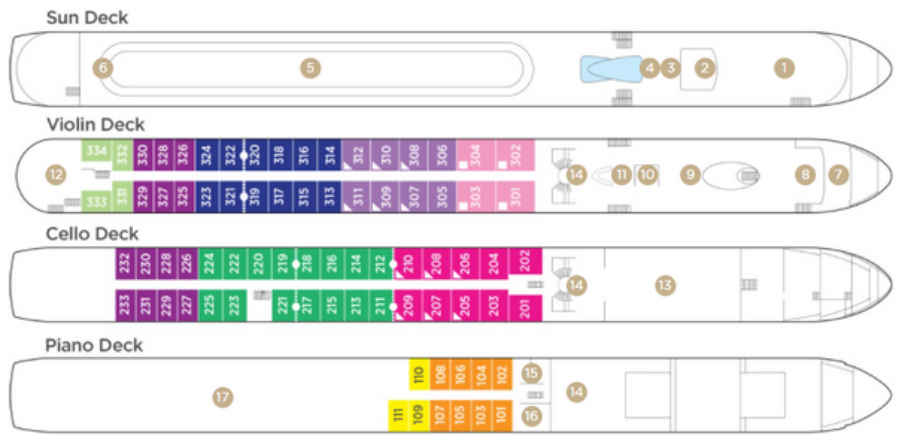 Sun Deck
6 5 4 3 2 1
Violin Deck
334 332 330 328 326 324 322 320 318 316 314 312 310 308 306 304 302
12 14 11 10 9 8 7
333 331 329 327 325 323 321 319 317 315 313 311 309 307 305 303 301
Cello Deck
232 230 228 226 224 222 220 219 218 216 214 212 210 208 206 204 202
14 13
233 231 229 227 225 223 221 217 215 213 211 209 207 205 203 201
Piano Deck
110 108 106 104 102 15
17 14
111 109 107 105 103 101 16